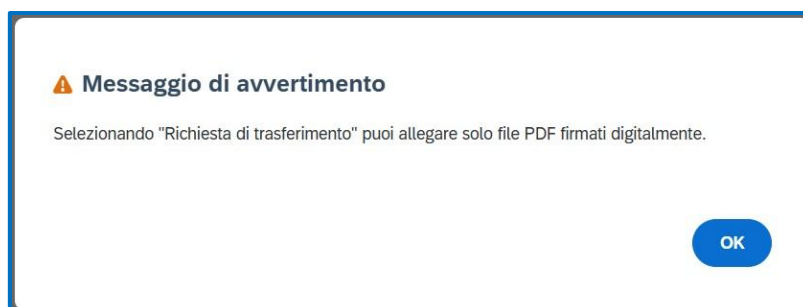 Messaggio di avvertimento
Selezionando "Richiesta di trasferimento" puoi allegare solo file PDF firmati digitalmente.
OK